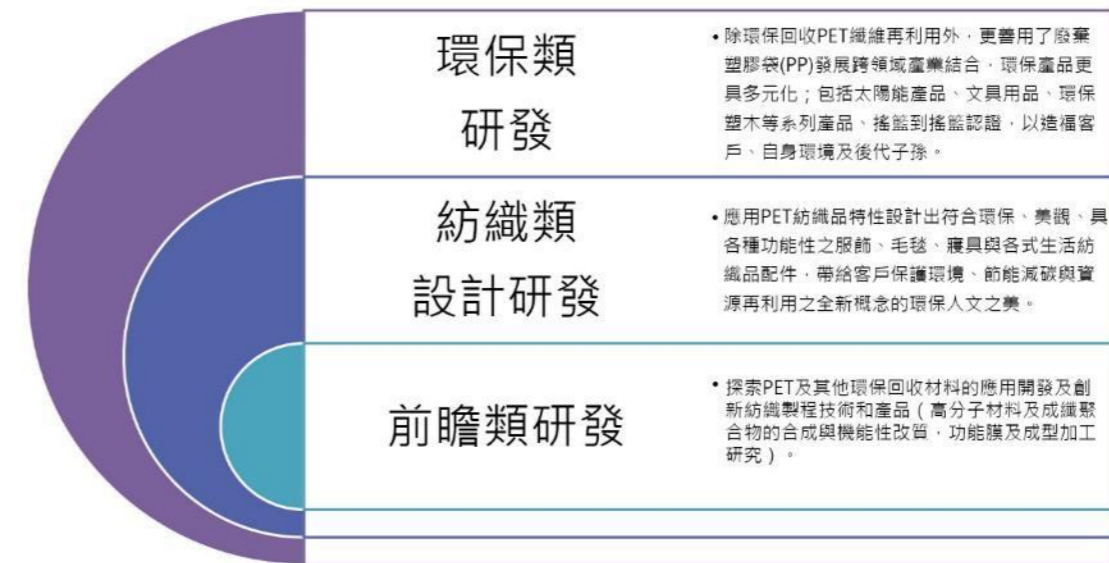 環保類
研發
• 除環保回收PET纖維再利用外，更善用了廢棄
塑膠袋(PP)發展跨領域產業結合，環保產品更
具多元化；包括太陽能產品、文具用品、環保
塑木等系列產品、搖籃到搖籃認證，以造福客
戶、自身環境及後代子孫。
紡織類
設計研發
• 應用PET紡織品特性設計出符合環保、美觀、具
各種功能性之服飾、毛毯、寢具與各式生活紡
織品配件，帶給客戶保護環境、節能減碳與資
源再利用之全新概念的環保人文之美。
前瞻類研發
• 探索PET及其他環保回收材料的應用開發及創
新紡織製程技術和產品（高分子材料及成纖聚
合物的合成與機能性改質，功能膜及成型加工
研究）。